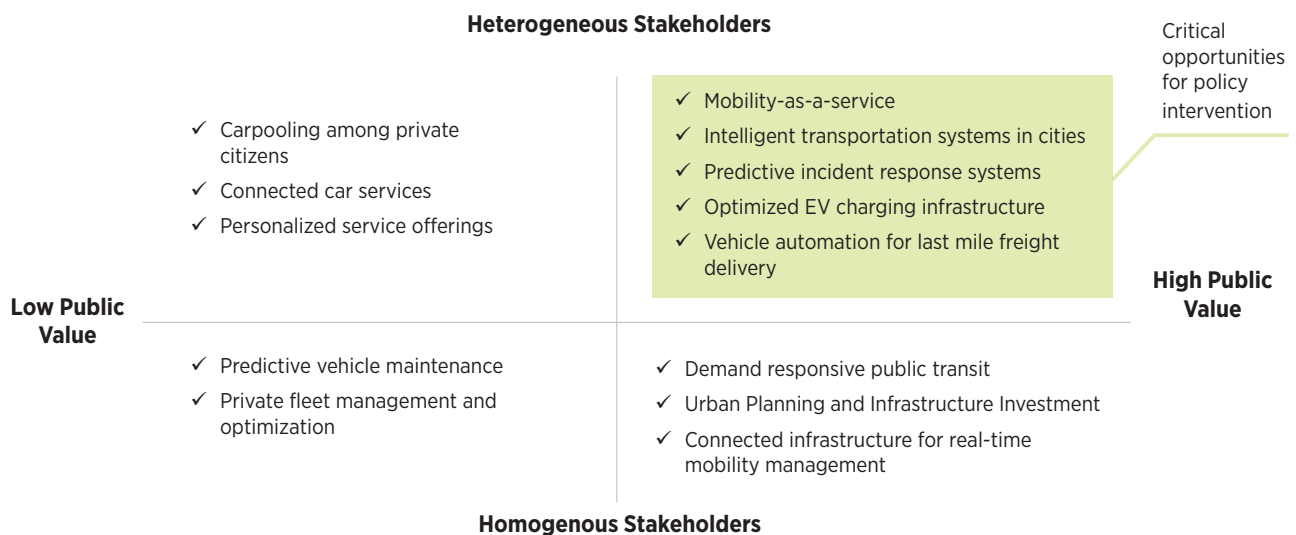 Heterogeneous Stakeholders
Critical
opportunities
for policy
intervention
✓ Carpooling among private
citizens
✓ Connected car services
✓ Personalized service offerings
✓ Mobility-as-a-service
✓ Intelligent transportation systems in cities
✓ Predictive incident response systems
✓ Optimized EV charging infrastructure
✓ Vehicle automation for last mile freight
delivery
Low Public
Value
High Public
Value
✓ Predictive vehicle maintenance
✓ Private fleet management and
optimization
✓ Demand responsive public transit
✓ Urban Planning and Infrastructure Investment
✓ Connected infrastructure for real-time
mobility management
Homogenous Stakeholders